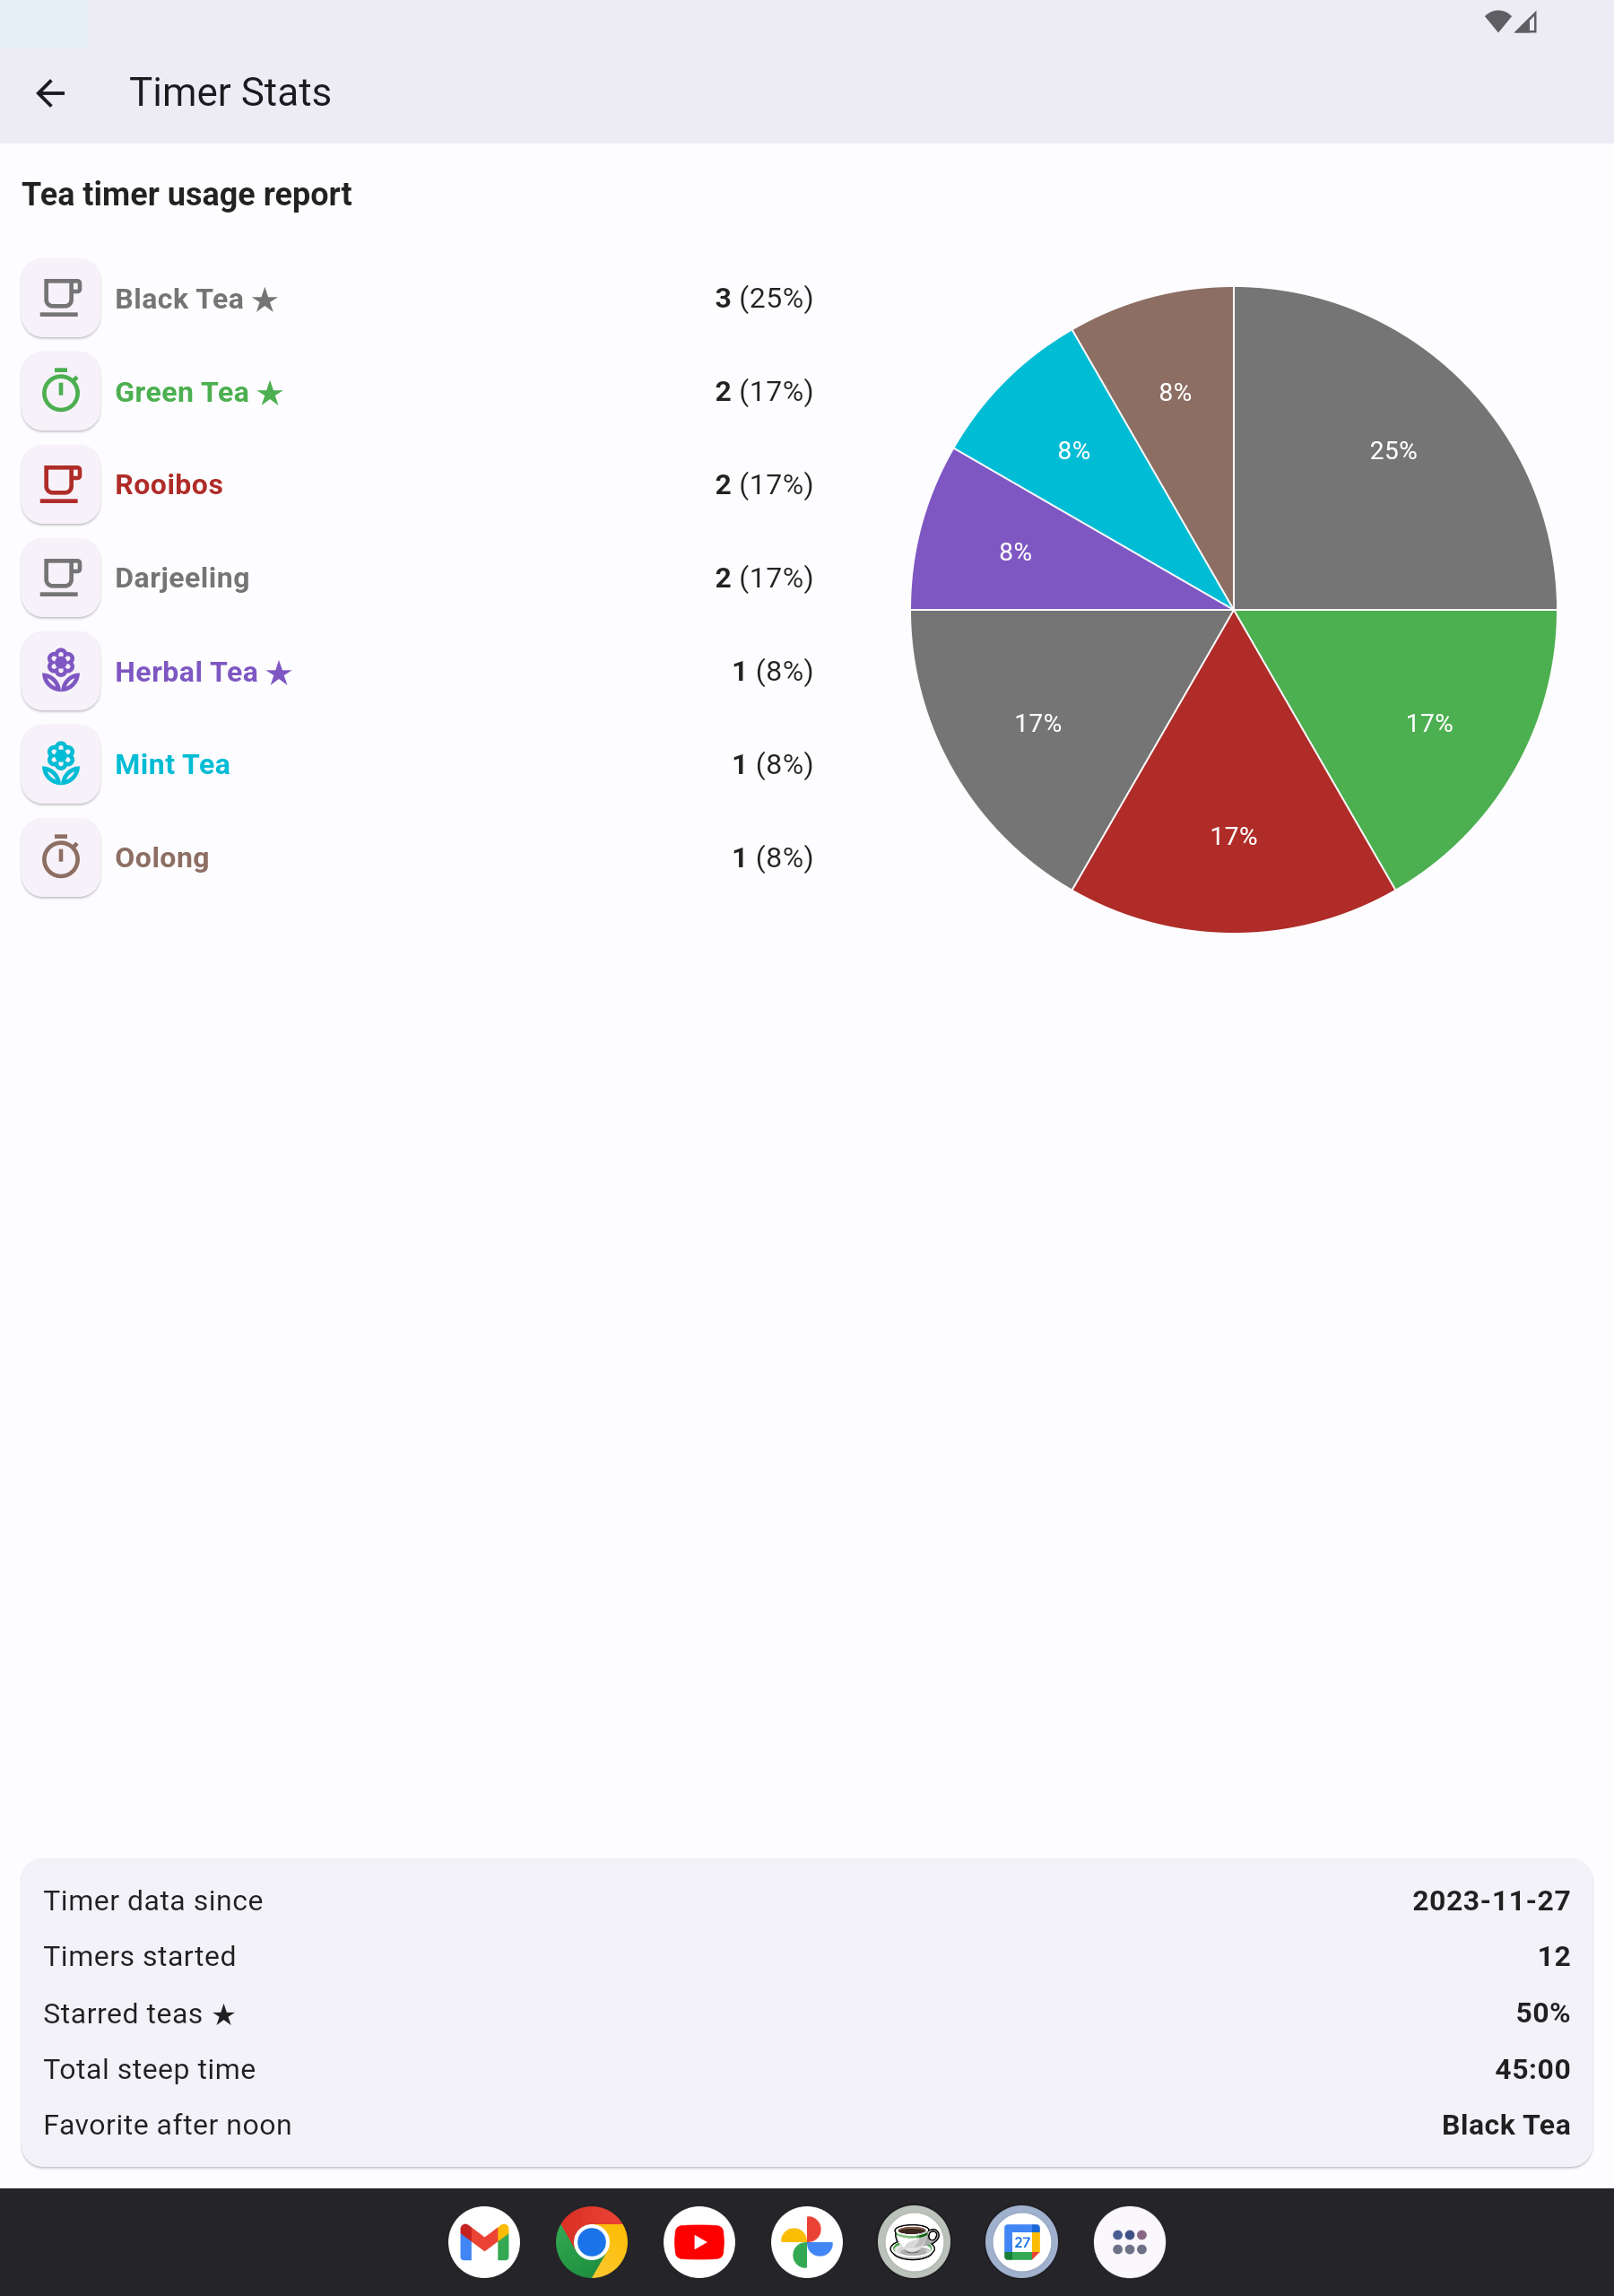 Timer Stats
Tea timer usage report
Black Tea ★ 3 (25%)
Green Tea ★ 2 (17%)
Rooibos 2 (17%)
Darjeeling 2 (17%)
Herbal Tea ★ 1 (8%)
Mint Tea 1 (8%)
Oolong 1 (8%)
8%
25%
8%
8%
17%
17%
17%
Timer data since 2023-11-27
Timers started 12
Starred teas ★ 50%
Total steep time 45:00
Favorite after noon Black Tea
27